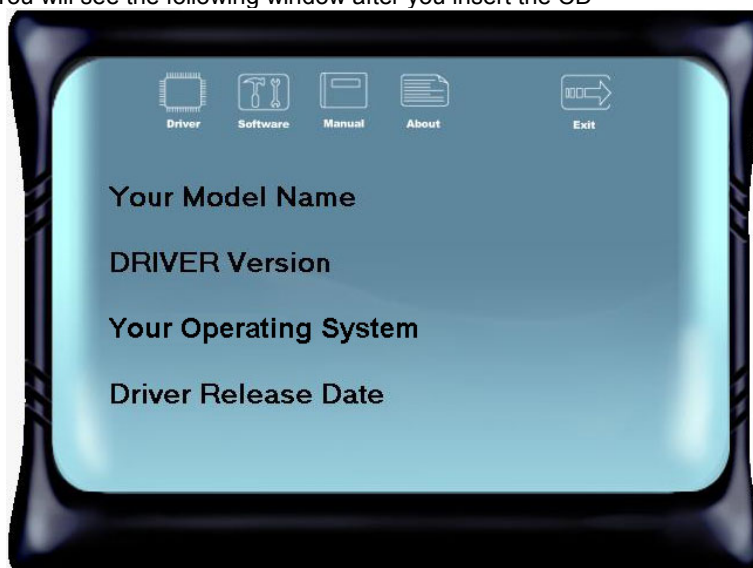 You will see the following window after you insert the CD
Driver Software Manual About Exit
Your Model Name
DRIVER Version
Your Operating System
Driver Release Date